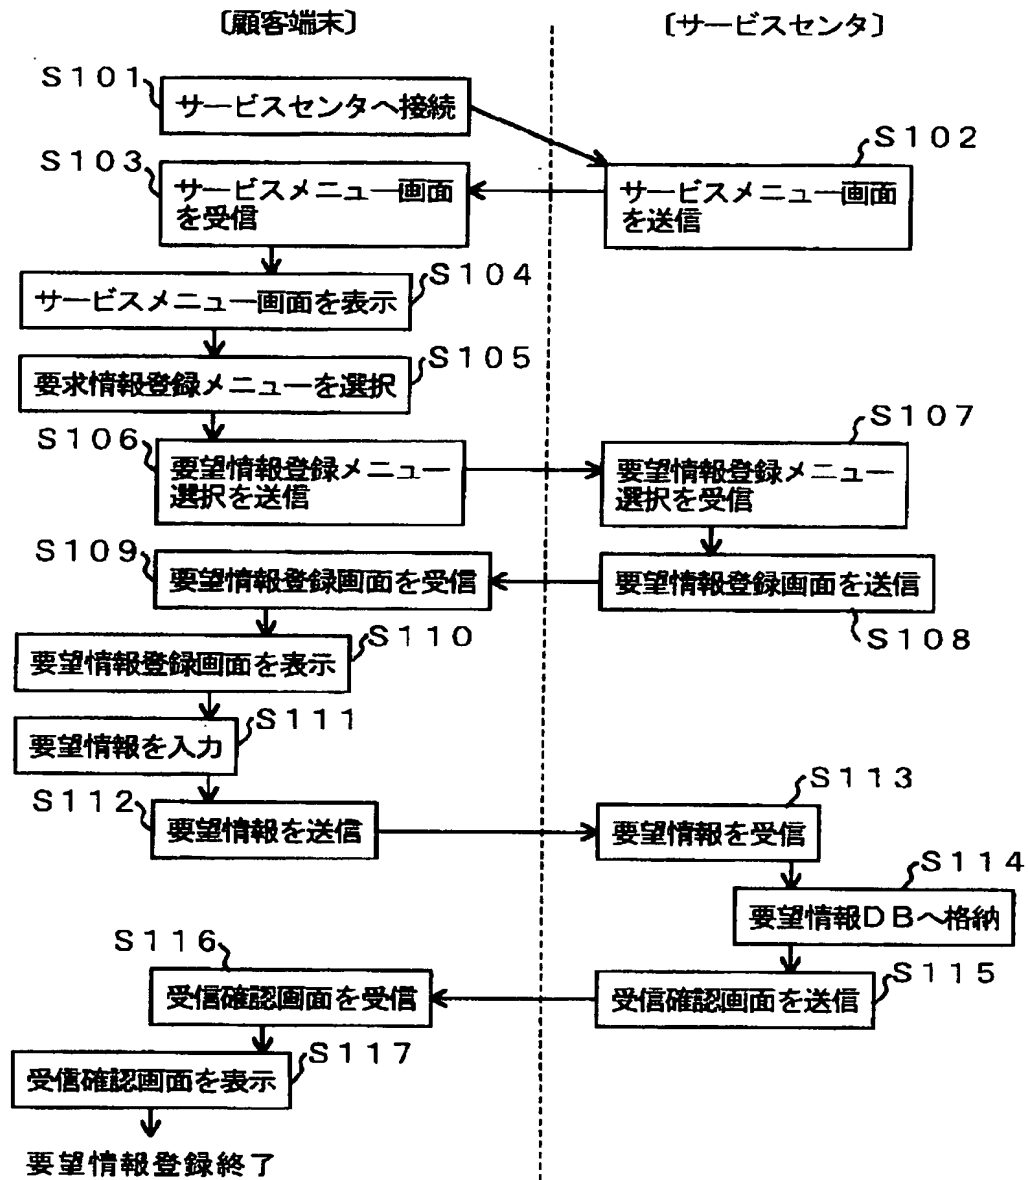 〔顧客端末〕
〔サービスセンタ〕
S101
サービスセンタへ接続
S102
S103
サービスメニュー画面
を受信
サービスメニュー画面
を送信
S104
サービスメニュー画面を表示
S105
要求情報登録メニューを選択
S106
要望情報登録メニュー
選択を送信
S107
要望情報登録メニュー
選択を受信
S109
要望情報登録画面を受信
要望情報登録画面を送信
S108
S110
要望情報登録画面を表示
S111
要望情報を入力
S112
要望情報を送信
S113
要望情報を受信
S114
要望情報DBへ格納
S116
受信確認画面を受信
S115
受信確認画面を送信
S117
受信確認画面を表示
要望情報登録終了